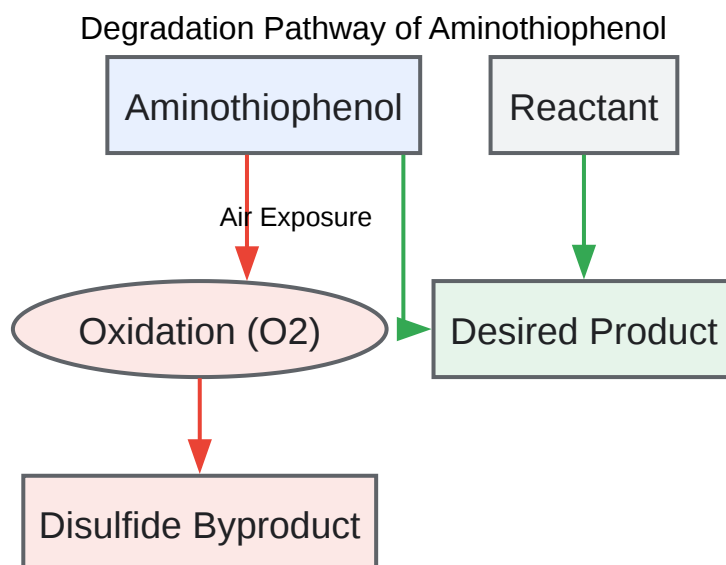 Degradation Pathway of Aminothiophenol
Aminothiophenol
Reactant
Air Exposure
Oxidation (O2)
Desired Product
Disulfide Byproduct